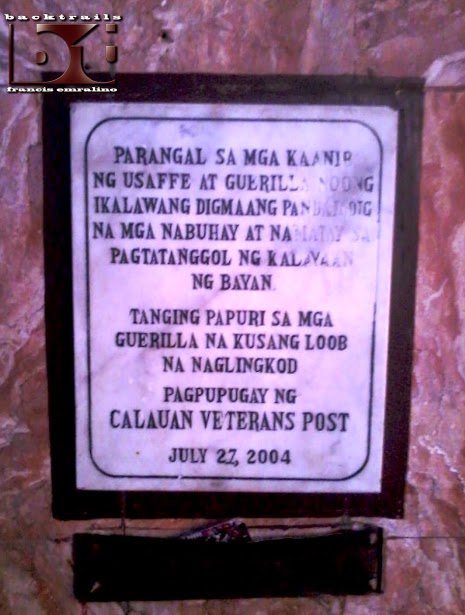 backtrails
bti
francis emralino
PARANGAL SA MGA KAANIB
NG USAFFE AT GUERILLA NOONG
IKALAWANG DIGMAANG PANDAIGDIG
NA MGA NABUHAY AT NAMATAY SA
PAGTATANGGOL NG KALAYAAN
NG BAYAN.
TANGING PAPURI SA MGA
GUERILLA NA KUSANG LOOB
NA NAGLINGKOD
PAGPUPUGAY NG
CALAUAN VETERANS POST
JULY 27, 2004